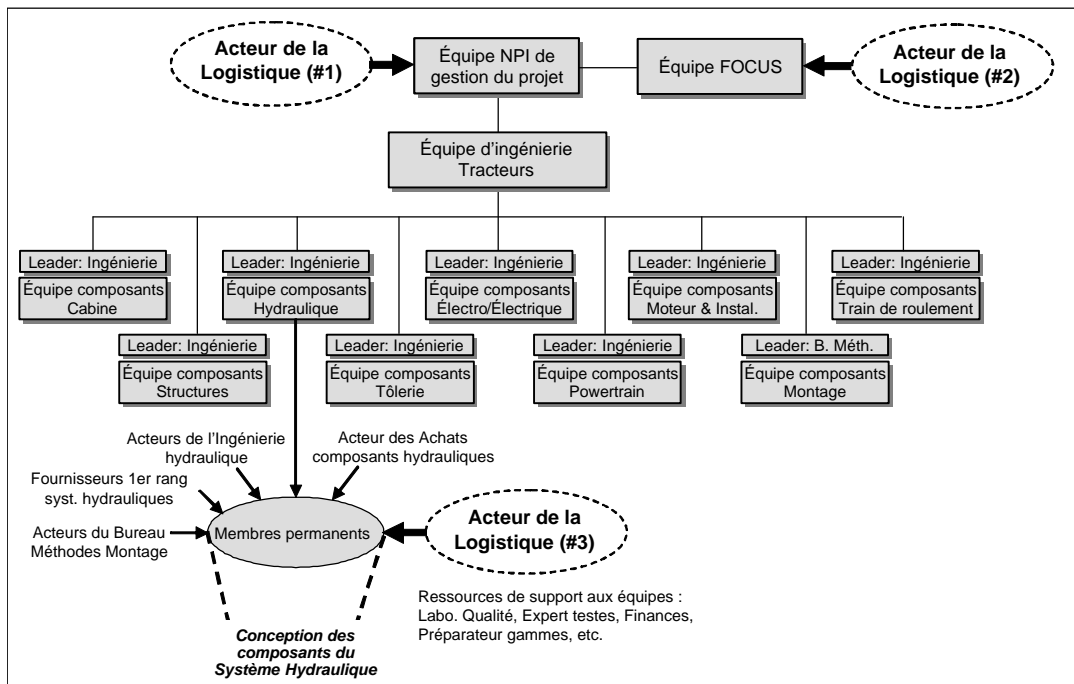 Acteur de la
Logistique (#1)
Équipe NPI de
gestion du projet
Équipe FOCUS
Acteur de la
Logistique (#2)
Équipe d'ingénierie
Tracteurs
Leader: Ingénierie
Équipe composants
Cabine
Leader: Ingénierie
Équipe composants
Hydraulique
Leader: Ingénierie
Équipe composants
Électro/Électrique
Leader: Ingénierie
Équipe composants
Moteur & Instal.
Leader: Ingénierie
Équipe composants
Train de roulement
Leader: Ingénierie
Équipe composants
Structures
Leader: Ingénierie
Équipe composants
Tôlerie
Leader: Ingénierie
Équipe composants
Powertrain
Leader: B. Méth.
Équipe composants
Montage
Acteurs de l'Ingénierie
hydraulique
Acteur des Achats
composants hydrauliques
Fournisseurs 1er rang
syst. hydrauliques
Acteurs du Bureau
Méthodes Montage
Membres permanents
Acteur de la
Logistique (#3)
Ressources de support aux équipes :
Labo. Qualité, Expert testes, Finances,
Préparateur gammes, etc.
Conception des
composants du
Système Hydraulique